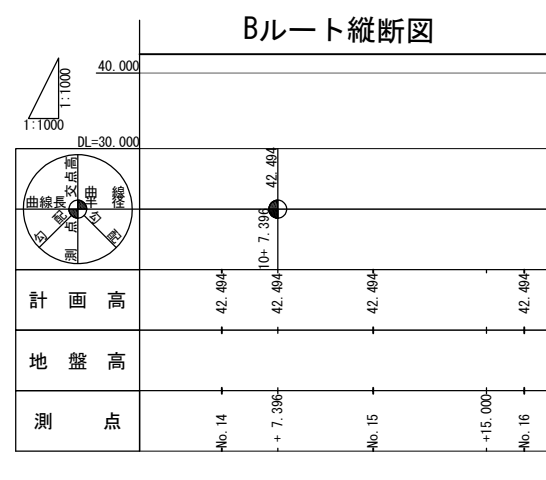 Bルート縦断図
40.000
1:1000
1:1000
DL=30.000
交点高
曲線長
曲線
半径
勾配
測点
42.494
10+ 7.396
計画高
42.494
42.494
42.494
42.494
地盤高
測点
No.14
+ 7.396
No.15
+15.000
No.16